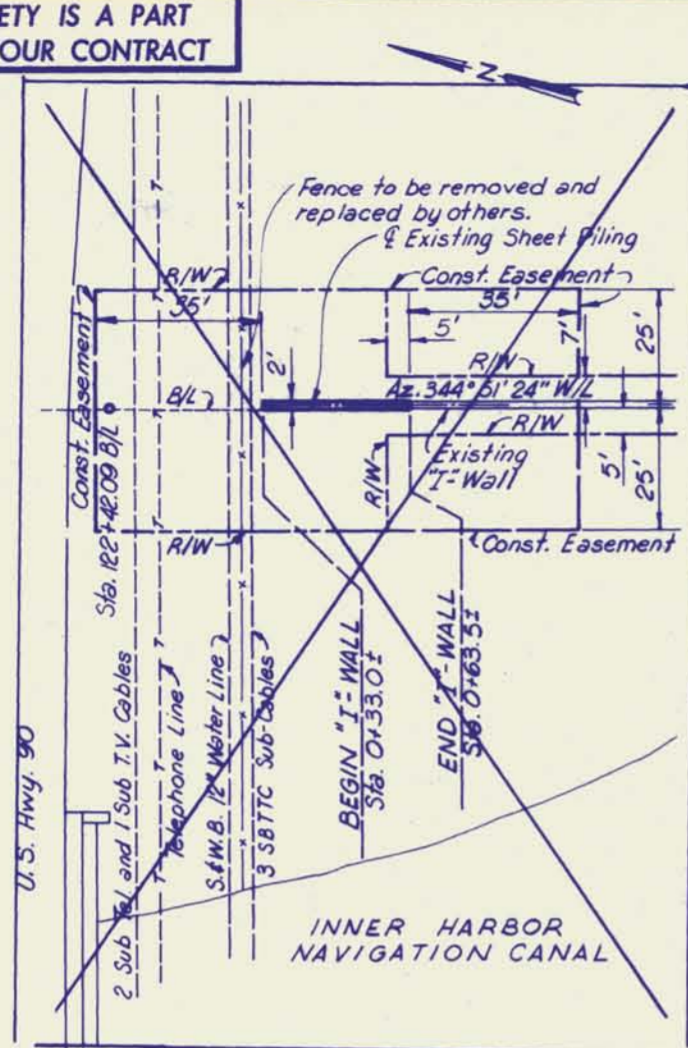 ETY IS A PART
OUR CONTRACT
N
Fence to be removed and
replaced by others.
℄ Existing Sheet Piling
R/W
35'
Const. Easement
35'
5'
7'
25'
2'
R/W
Az. 344° 51' 24" W/L
B/L
Const. Easement
Sta. 122+42.09 B/L
R/W
Existing
"I"-Wall
R/W
5'
25'
R/W
Const. Easement
BEGIN "I"-WALL
Sta. 0+33.0±
END "I"-WALL
Sta. 0+63.5±
U.S. Hwy. 90
2 Sub Tel. and 1 Sub T.V. Cables
Telephone Line
S.&W.B. 12" Water Line
3 SBTTC Sub-Cables
INNER HARBOR
NAVIGATION CANAL